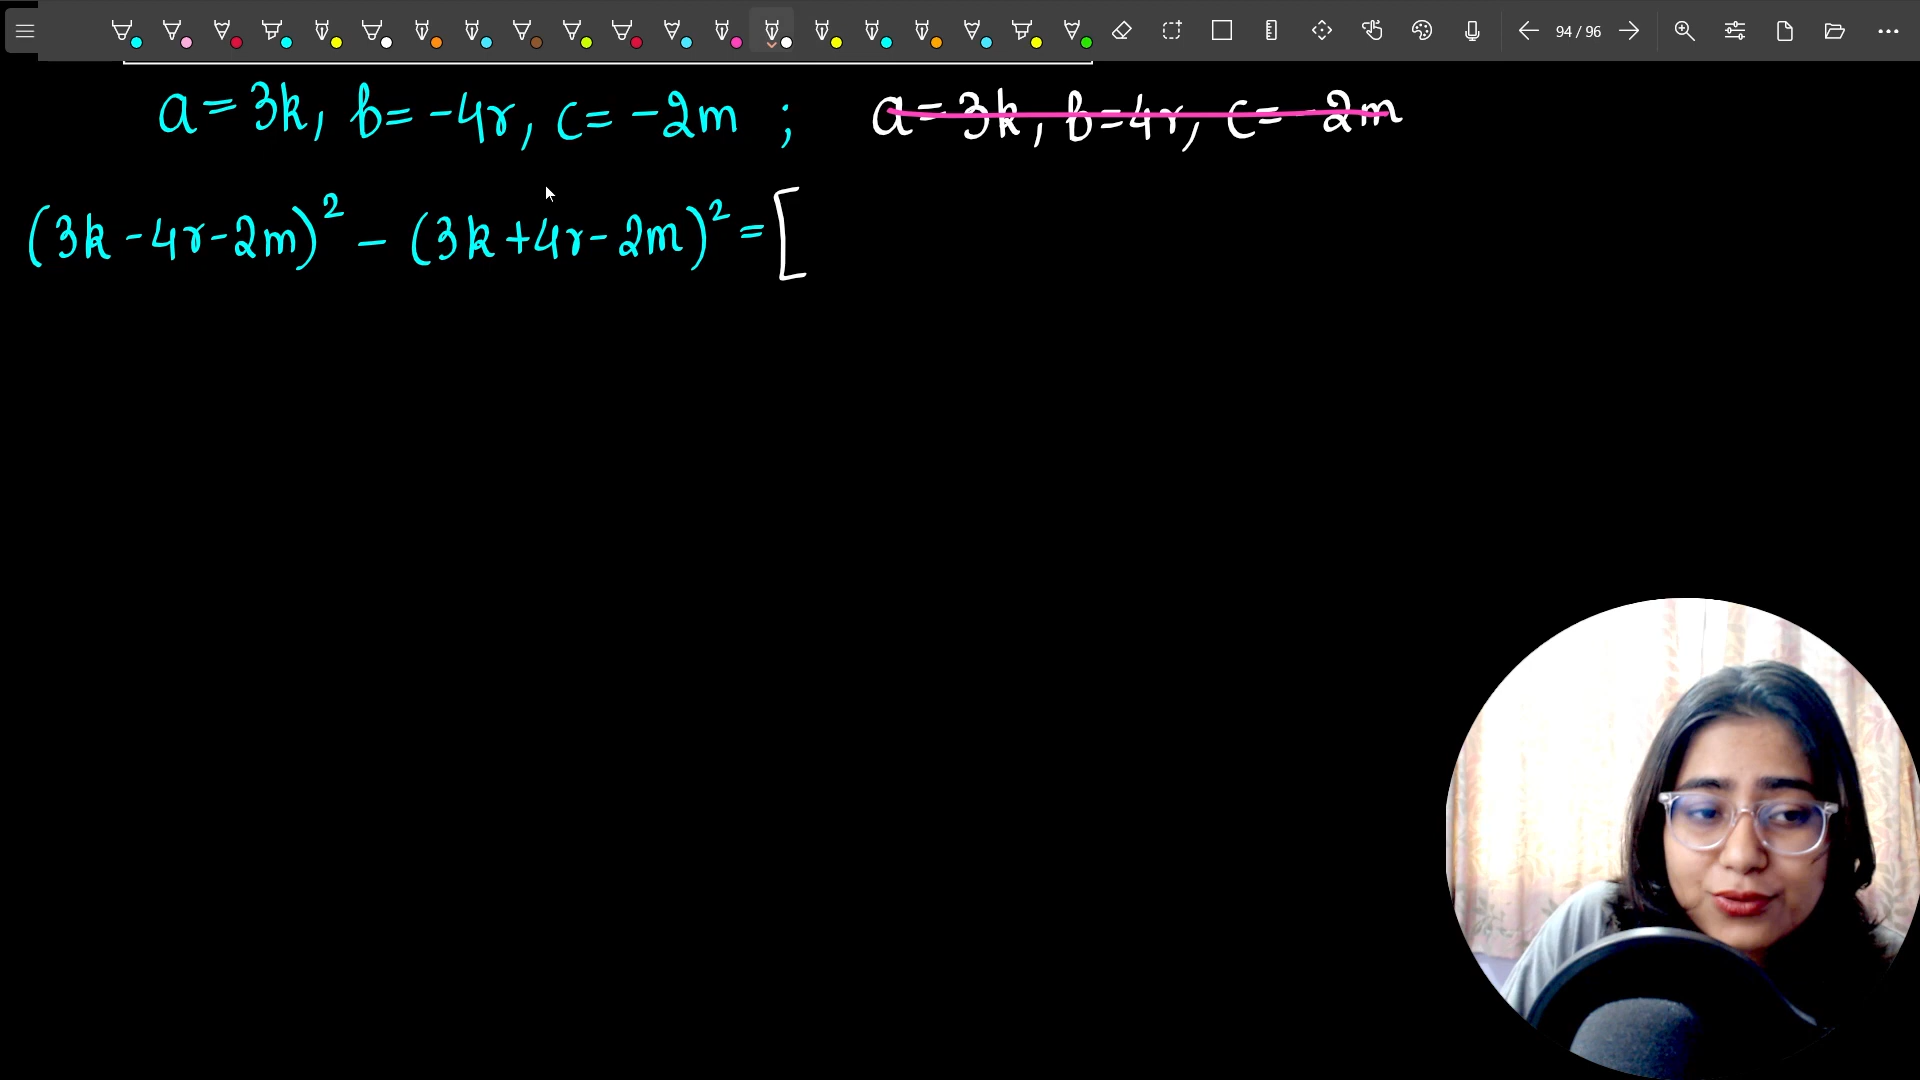 94 / 96
a = 3k, b = -4r, c = -2m ; a = 3k, b = 4r, c = -2m
(3k - 4r - 2m)² - (3k + 4r - 2m)² = [